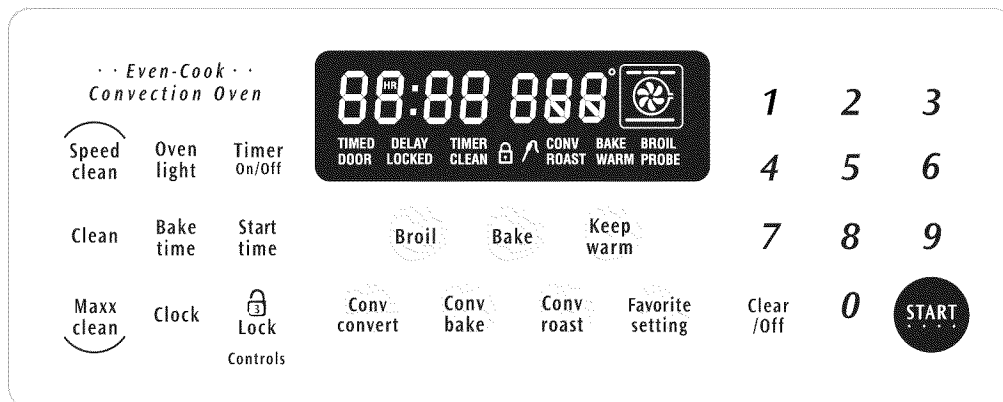 · · Even-Cook · ·
Convection Oven
Speed
clean
Oven
light
Timer
On/Off
Clean
Bake
time
Start
time
Maxx
clean
Clock
3
Lock
Controls
88:88 888°
HR
TIMED DELAY TIMER CONV BAKE BROIL
DOOR LOCKED CLEAN ROAST WARM PROBE
Broil
Bake
Keep
warm
Conv
convert
Conv
bake
Conv
roast
Favorite
setting
1 2 3
4 5 6
7 8 9
Clear
/Off
0
START